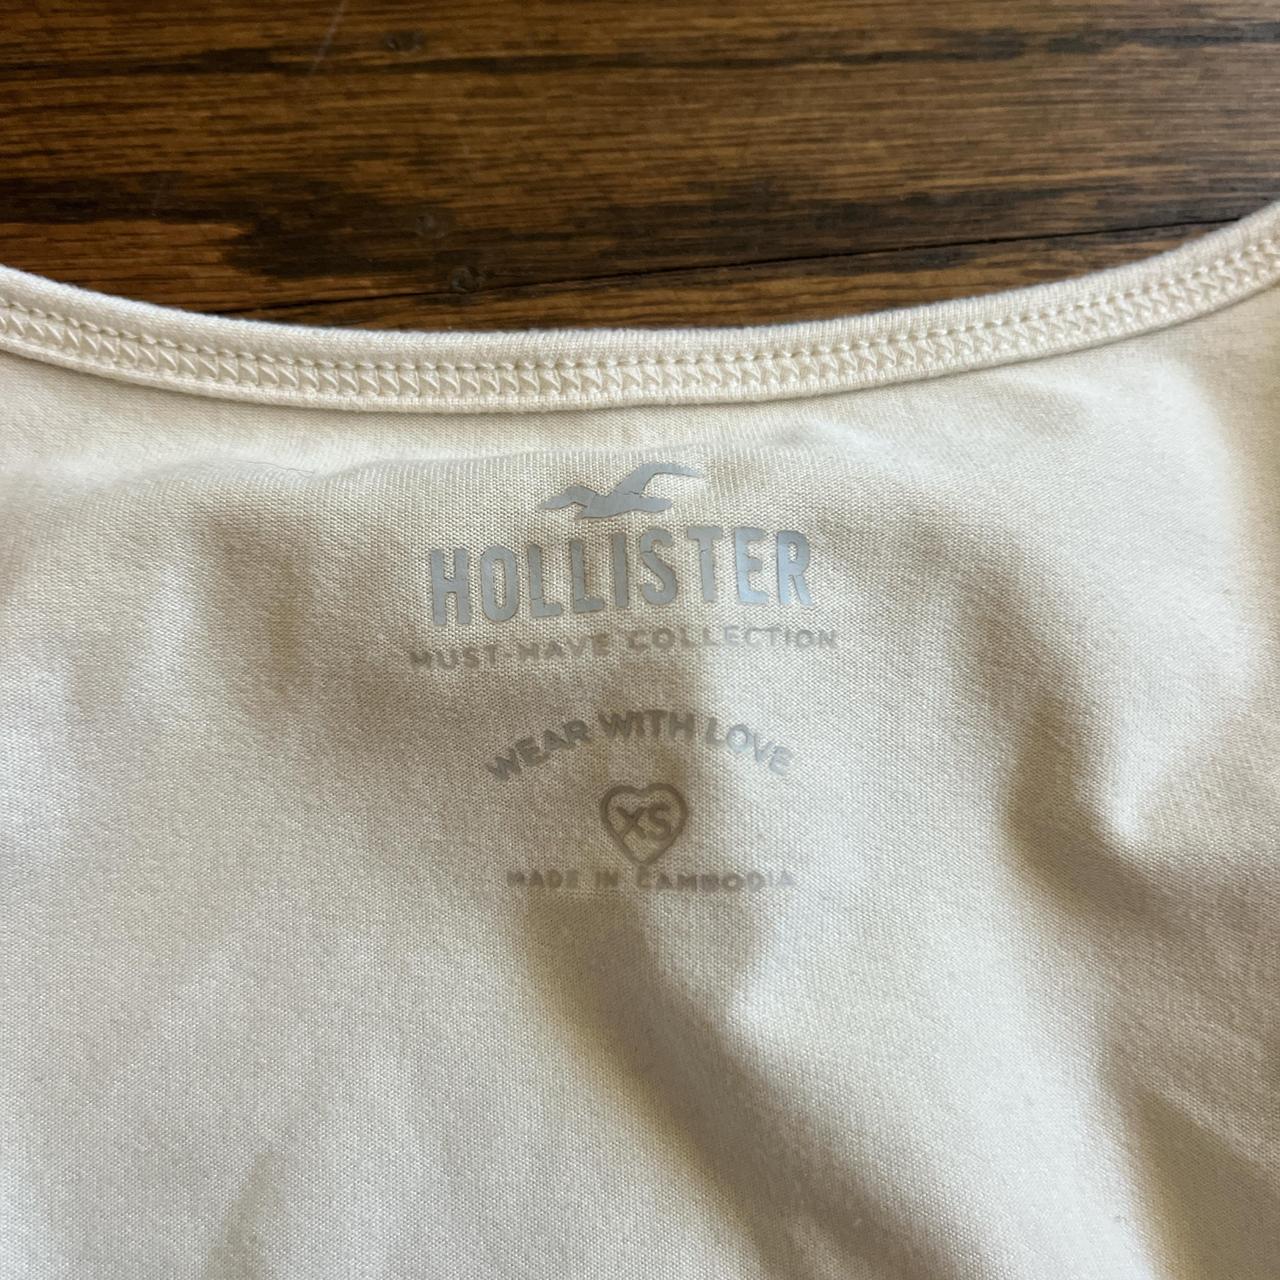 HOLLISTER
MUST-HAVE COLLECTION
WEAR WITH LOVE
XS
MADE IN CAMBODIA